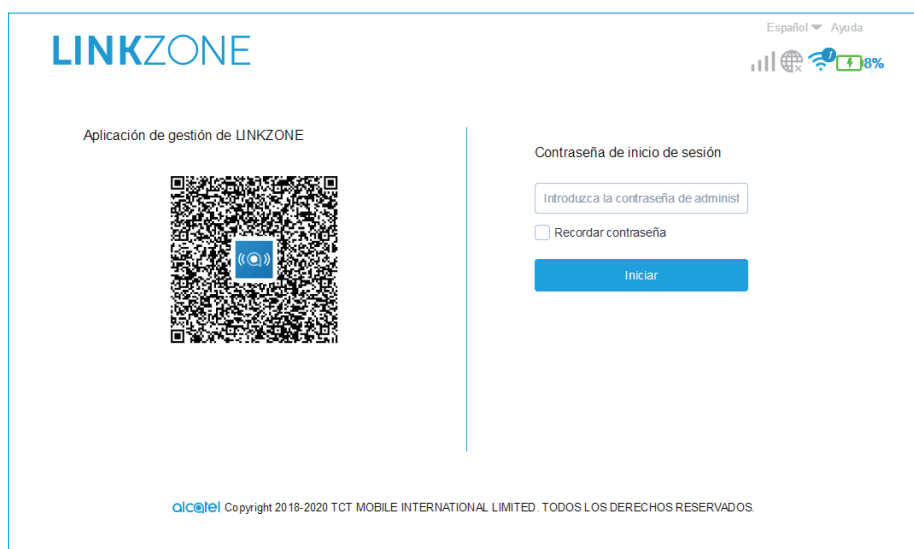 Español Ayuda
LINKZONE
1
8%
Aplicación de gestión de LINKZONE
Contraseña de inicio de sesión
Introduzca la contraseña de administ
Recordar contraseña
Iniciar
alcatel Copyright 2018-2020 TCT MOBILE INTERNATIONAL LIMITED. TODOS LOS DERECHOS RESERVADOS.